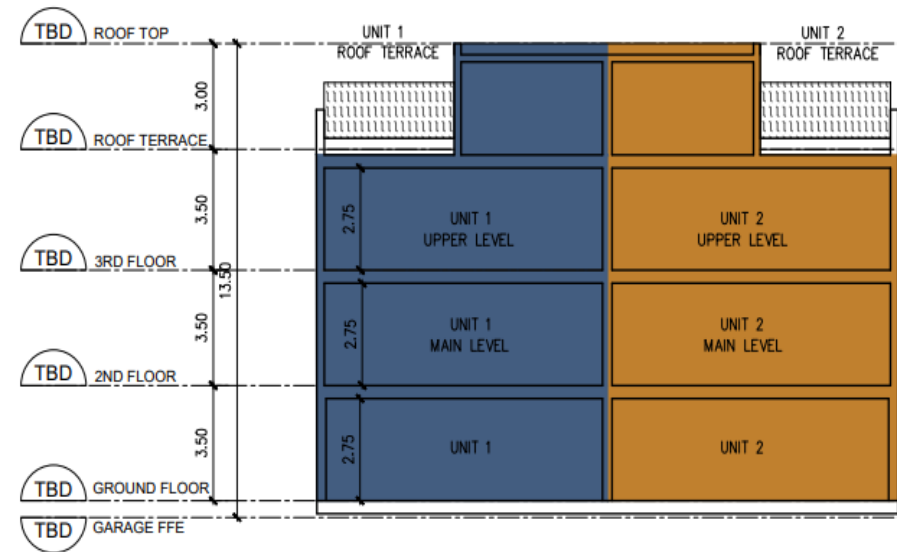 TBD ROOF TOP
UNIT 1
ROOF TERRACE
UNIT 2
ROOF TERRACE
3.00
TBD ROOF TERRACE
3.50
2.75
UNIT 1
UPPER LEVEL
UNIT 2
UPPER LEVEL
TBD 3RD FLOOR
13.50
3.50
2.75
UNIT 1
MAIN LEVEL
UNIT 2
MAIN LEVEL
TBD 2ND FLOOR
3.50
2.75
UNIT 1
UNIT 2
TBD GROUND FLOOR
TBD GARAGE FFE